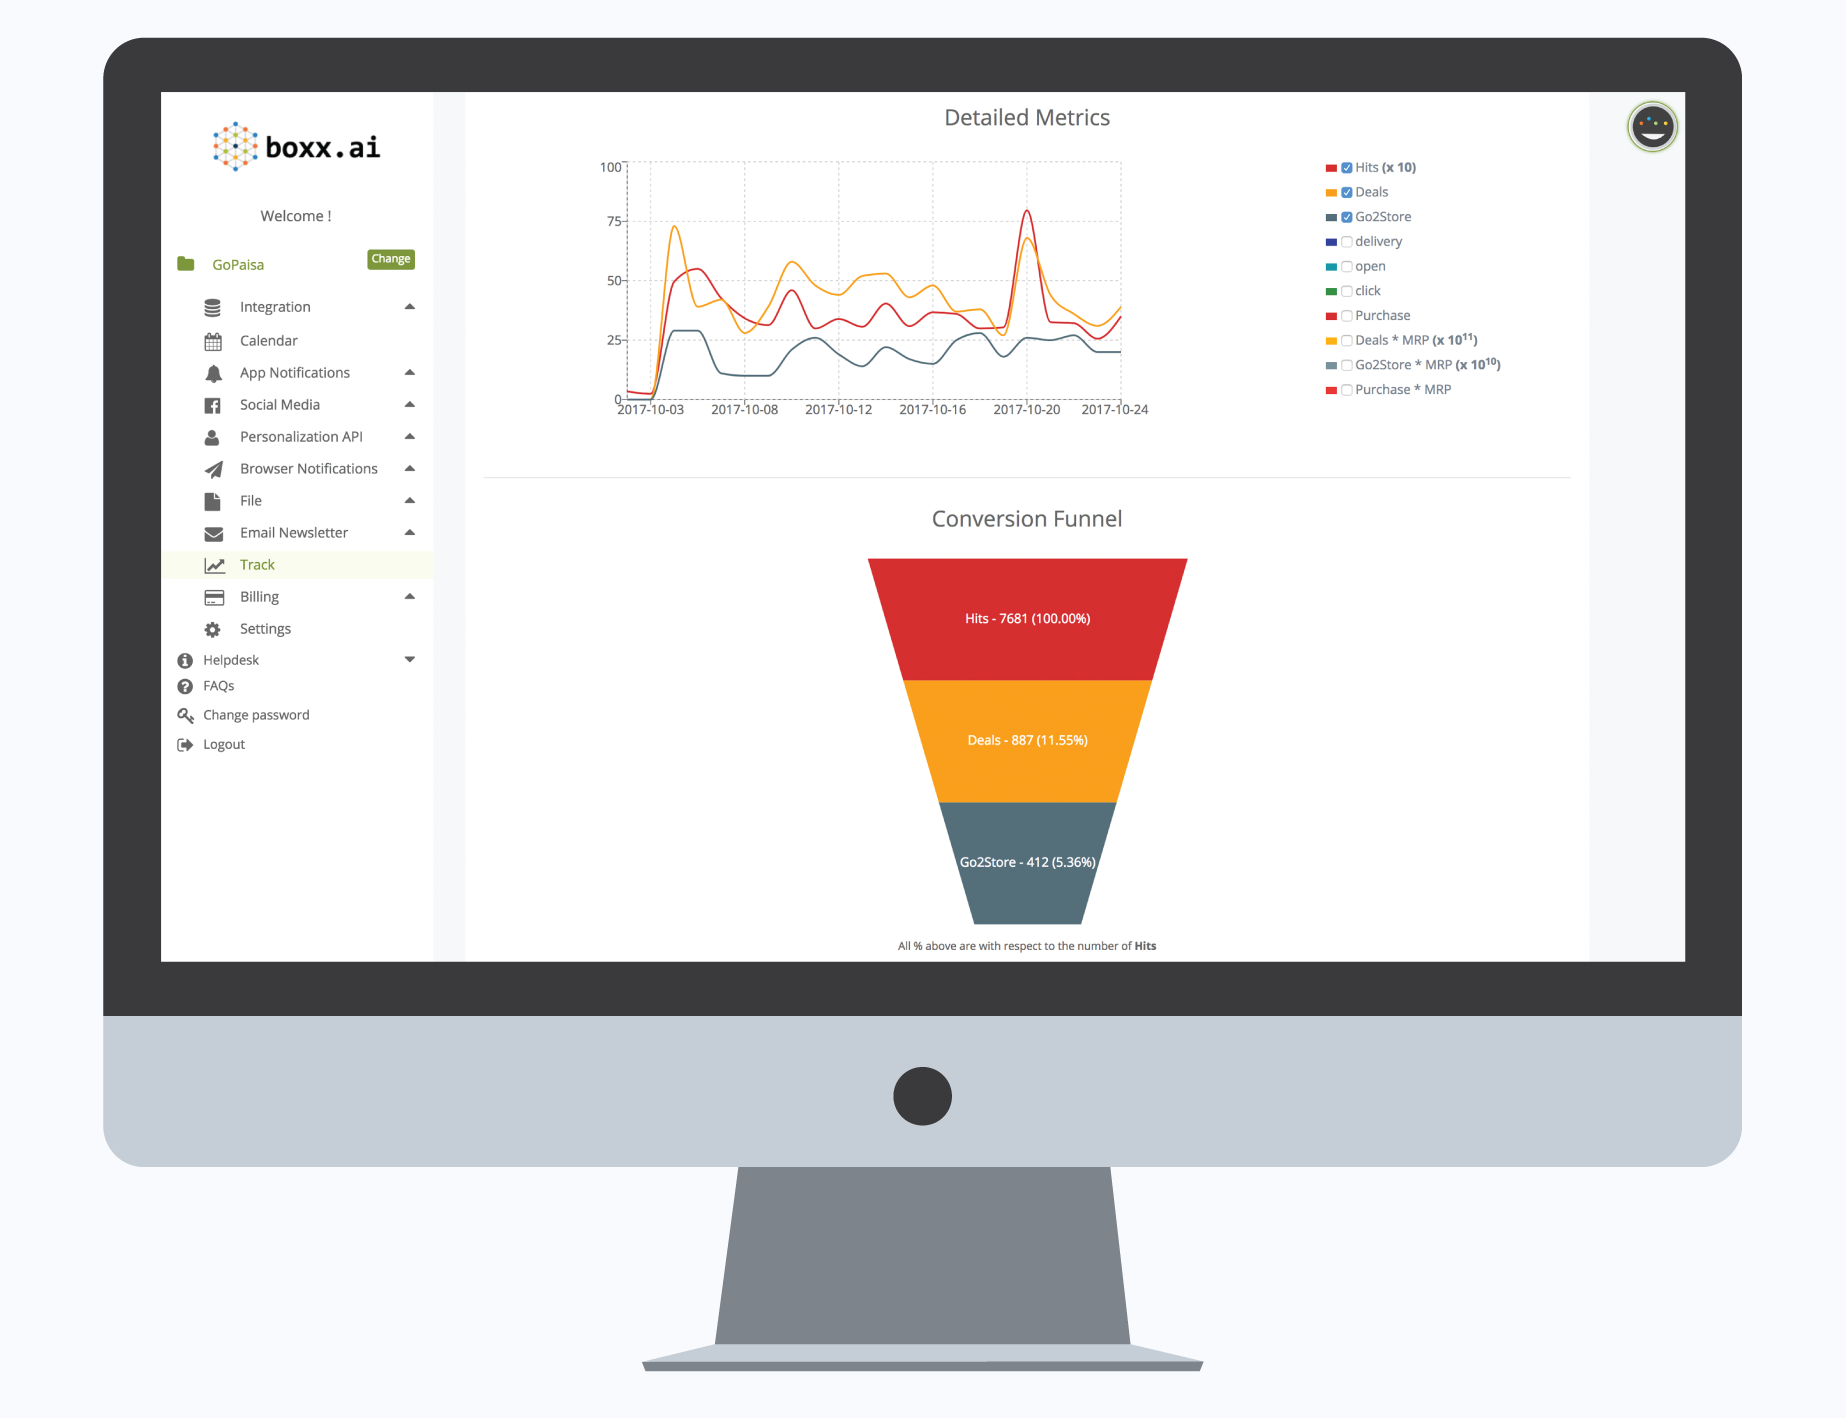 boxx.ai
Welcome !
GoPaisa
Change
Integration
Calendar
App Notifications
Social Media
Personalization API
Browser Notifications
File
Email Newsletter
Track
Billing
Settings
Helpdesk
FAQs
Change password
Logout
Detailed Metrics
100
75
50
25
0
2017-10-03 2017-10-08 2017-10-12 2017-10-16 2017-10-20 2017-10-24
Hits (x 10)
Deals
Go2Store
delivery
open
click
Purchase
Deals * MRP (x 10¹¹)
Go2Store * MRP (x 10¹⁰)
Purchase * MRP
Conversion Funnel
Hits - 7681 (100.00%)
Deals - 887 (11.55%)
Go2Store - 412 (5.36%)
All % above are with respect to the number of Hits